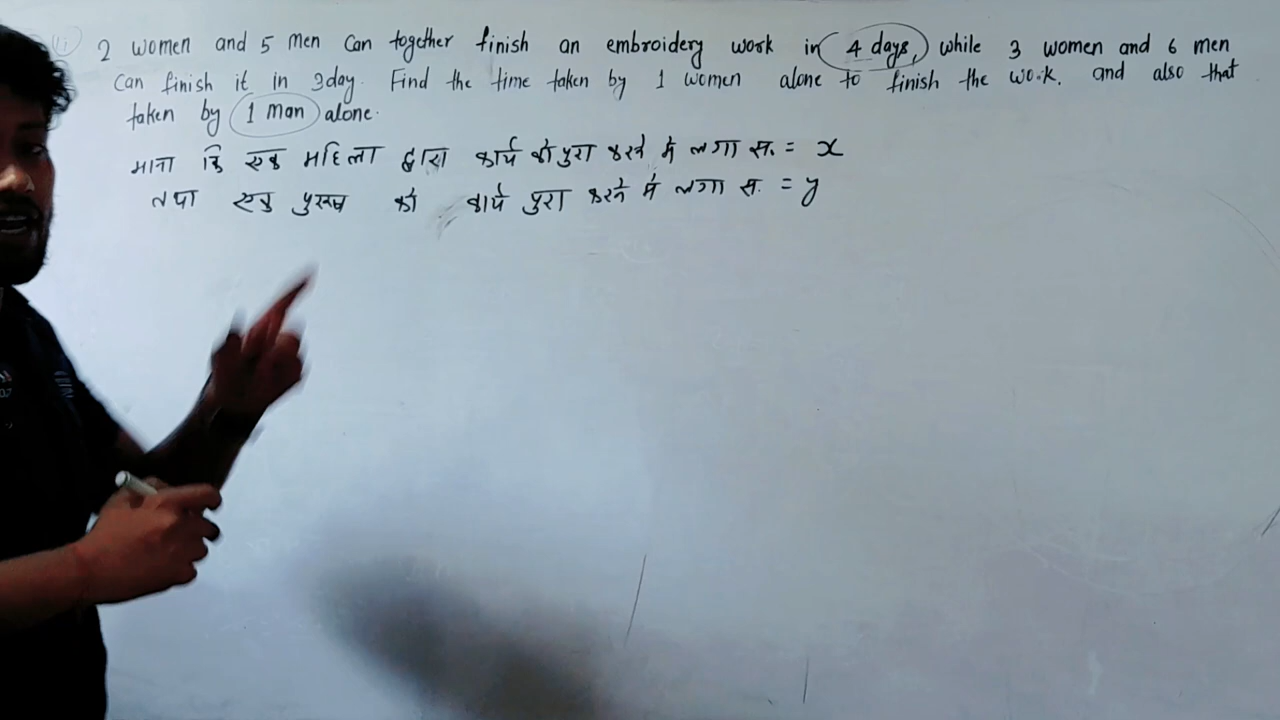 2 women and 5 men can together finish an embroidery work in 4 days, while 3 women and 6 men
can finish it in 3day. Find the time taken by 1 women alone to finish the work. and also that
taken by 1 man alone.
माना कि एक महिला द्वारा कार्य को पुरा करने मे लगा स. = x
तथा एक पुरूष को कार्य पुरा करने मे लगा स. = y